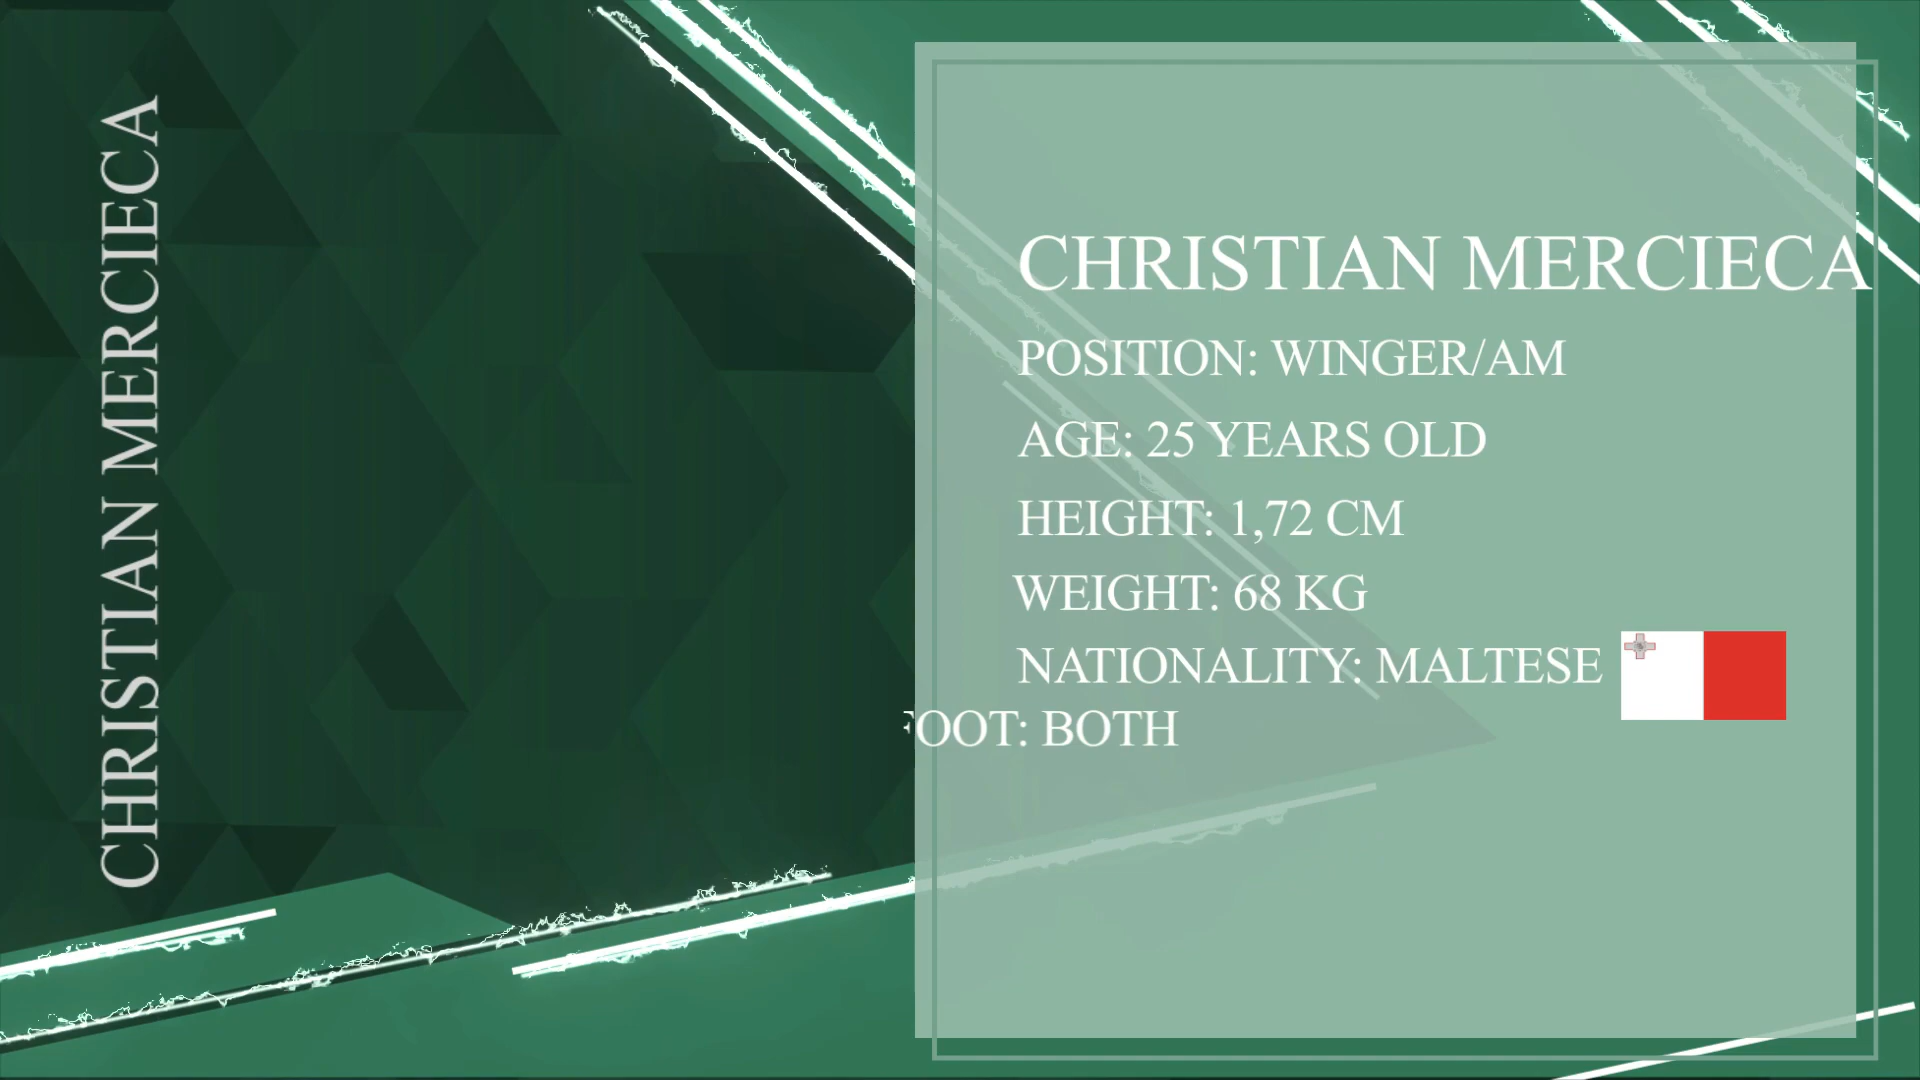 CHRISTIAN MERCIECA
CHRISTIAN MERCIECA
POSITION: WINGER/AM
AGE: 25 YEARS OLD
HEIGHT: 1,72 CM
WEIGHT: 68 KG
NATIONALITY: MALTESE
FOOT: BOTH